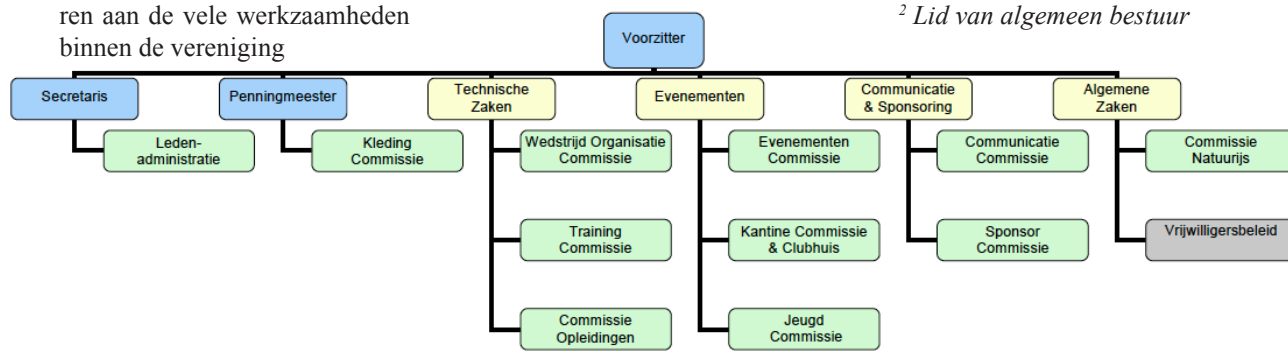 ren aan de vele werkzaamheden
binnen de vereniging
² Lid van algemeen bestuur
Voorzitter
Secretaris
Penningmeester
Technische
Zaken
Evenementen
Communicatie
& Sponsoring
Algemene
Zaken
Leden-
administratie
Kleding
Commissie
Wedstrijd Organisatie
Commissie
Evenementen
Commissie
Communicatie
Commissie
Commissie
Natuurijs
Training
Commissie
Kantine Commissie
& Clubhuis
Sponsor
Commissie
Vrijwilligersbeleid
Commissie
Opleidingen
Jeugd
Commissie